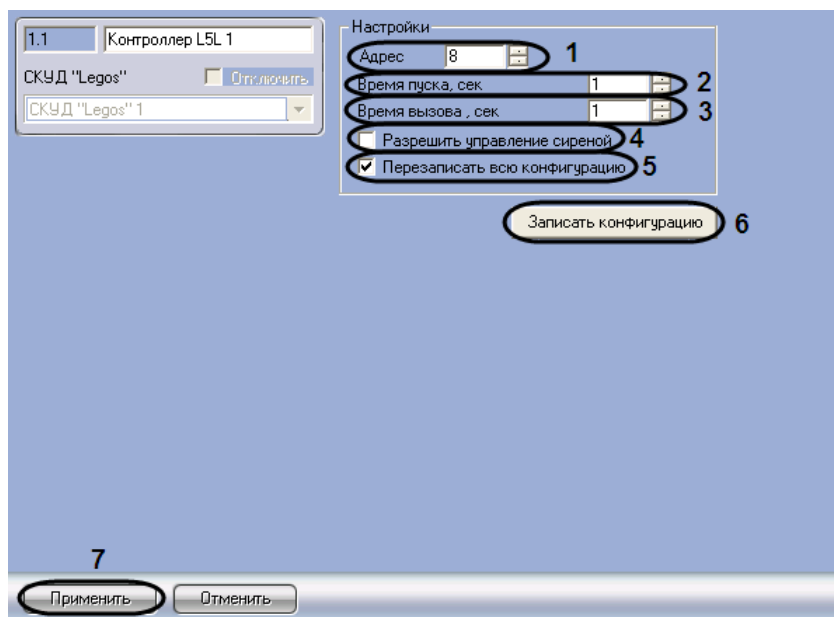 1.1 Контроллер L5L 1
СКУД "Legos" Отключить
СКУД "Legos" 1
Настройки
Адрес 8 1
Время пуска, сек 1 2
Время вызова , сек 1 3
Разрешить управление сиреной 4
Перезаписать всю конфигурацию 5
Записать конфигурацию 6
7
Применить Отменить